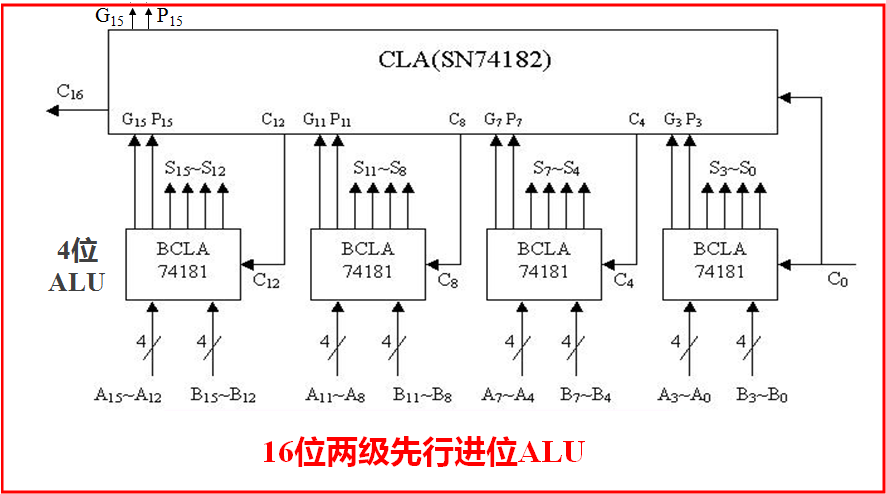 G15 P15
CLA(SN74182)
C16
G15 P15 C12 G11 P11 C8 G7 P7 C4 G3 P3
S15~S12 S11~S8 S7~S4 S3~S0
4位
ALU
BCLA
74181
C12
BCLA
74181
C8
BCLA
74181
C4
BCLA
74181
C0
4 4 4 4 4 4 4 4
A15~A12 B15~B12 A11~A8 B11~B8 A7~A4 B7~B4 A3~A0 B3~B0
16位两级先行进位ALU